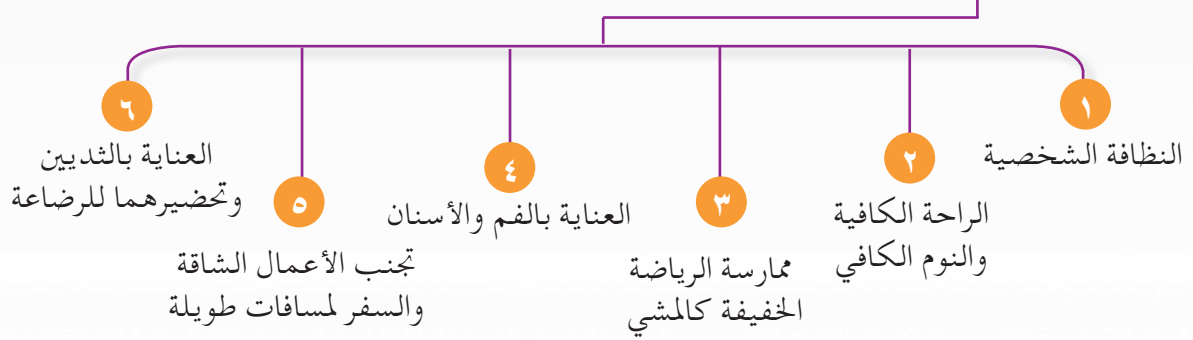 ١
النظافة الشخصية
٢
الراحة الكافية
والنوم الكافي
٣
ممارسة الرياضة
الخفيفة كالمشي
٤
العناية بالفم والأسنان
٥
تجنب الأعمال الشاقة
والسفر لمسافات طويلة
٦
العناية بالثديين
وتحضيرهما للرضاعة